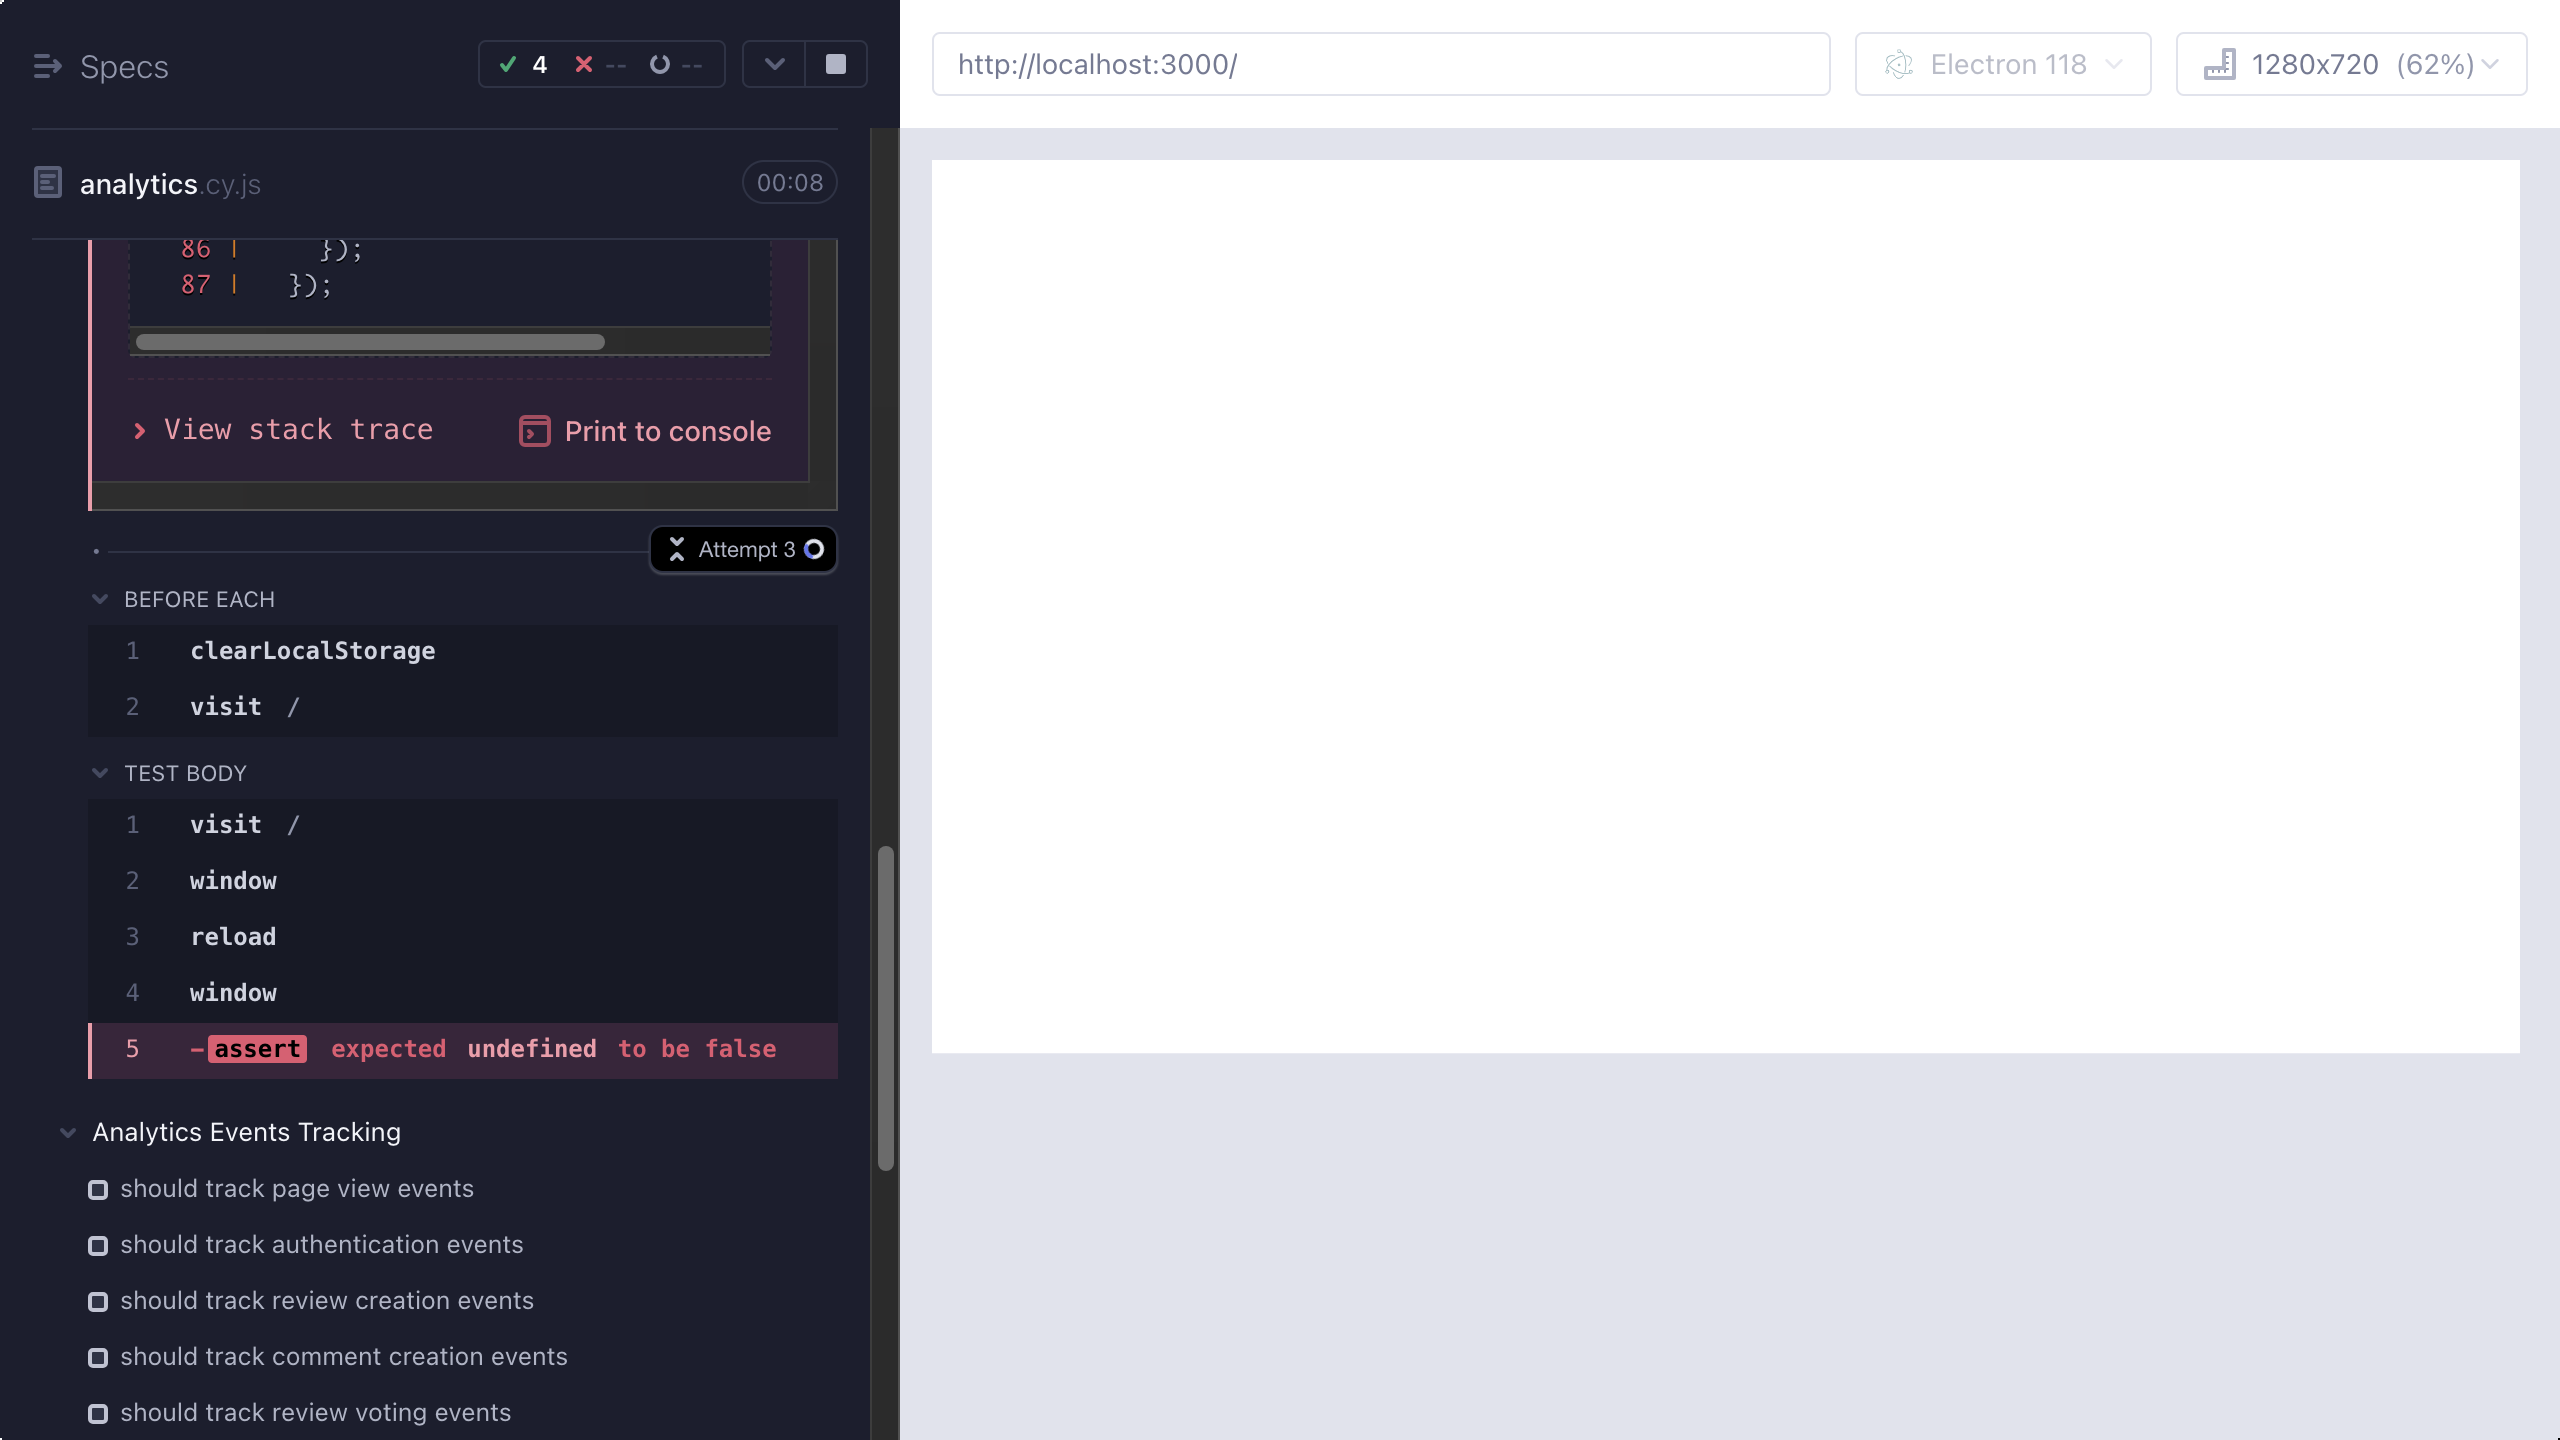 Specs
4 -- --
http://localhost:3000/
Electron 118
1280x720 (62%)
analytics.cy.js
00:08
86 | });
87 | });
View stack trace
Print to console
Attempt 3
BEFORE EACH
1 clearLocalStorage
2 visit /
TEST BODY
1 visit /
2 window
3 reload
4 window
5 -assert expected undefined to be false
Analytics Events Tracking
should track page view events
should track authentication events
should track review creation events
should track comment creation events
should track review voting events